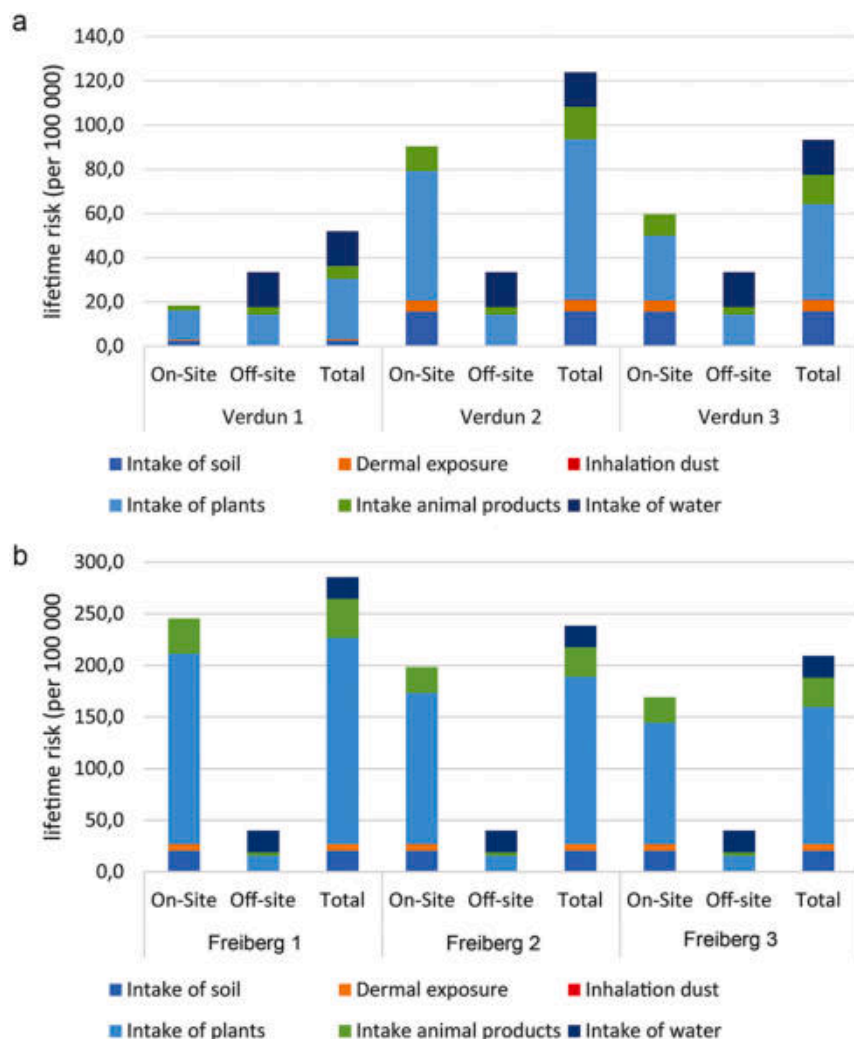 a
140,0
120,0
100,0
80,0
60,0
40,0
20,0
0,0
lifetime risk (per 100 000)
On-Site Off-site Total On-Site Off-site Total On-Site Off-site Total
Verdun 1 Verdun 2 Verdun 3
Intake of soil Dermal exposure Inhalation dust
Intake of plants Intake animal products Intake of water
b
300,0
250,0
200,0
150,0
100,0
50,0
0,0
lifetime risk (per 100 000
On-Site Off-site Total On-Site Off-site Total On-Site Off-site Total
Freiberg 1 Freiberg 2 Freiberg 3
Intake of soil Dermal exposure Inhalation dust
Intake of plants Intake animal products Intake of water